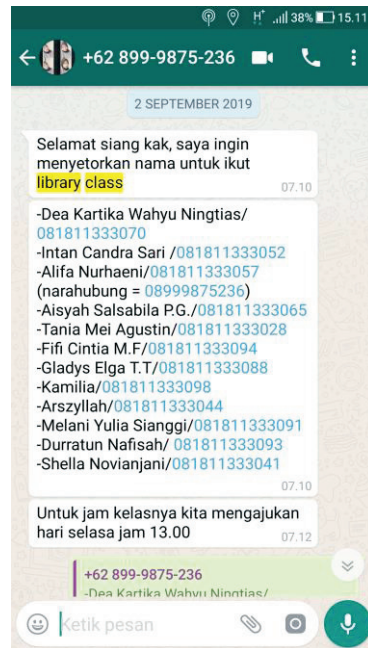 H+ 38% 15.11
+62 899-9875-236
2 SEPTEMBER 2019
Selamat siang kak, saya ingin
menyetorkan nama untuk ikut
library class
07.10
-Dea Kartika Wahyu Ningtias/
081811333070
-Intan Candra Sari /081811333052
-Alifa Nurhaeni/081811333057
(narahubung = 08999875236)
-Aisyah Salsabila P.G./081811333065
-Tania Mei Agustin/081811333028
-Fifi Cintia M.F/081811333094
-Gladys Elga T.T/081811333088
-Kamilia/081811333098
-Arszyllah/081811333044
-Melani Yulia Sianggi/081811333091
-Durratun Nafisah/ 081811333093
-Shella Novianjani/081811333041
07.10
Untuk jam kelasnya kita mengajukan
hari selasa jam 13.00
07.12
+62 899-9875-236
-Dea Kartika Wahyu Ningtias/
Ketik pesan